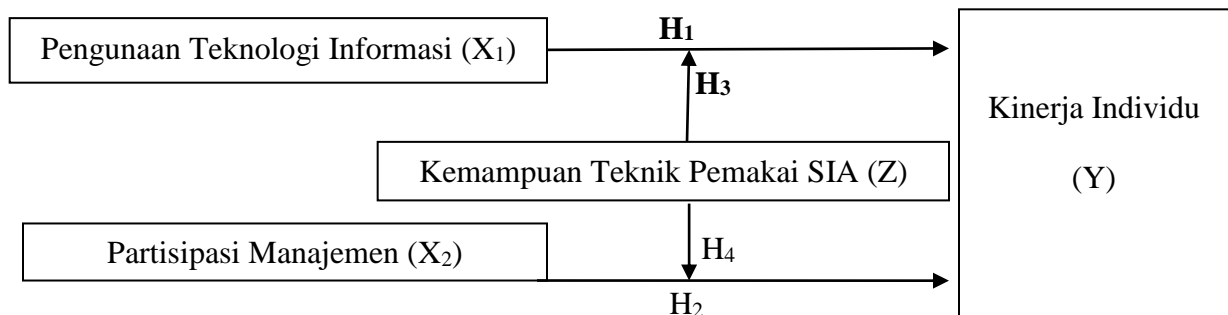 Pengunaan Teknologi Informasi (X₁)
H₁
H₃
Kinerja Individu
(Y)
Kemampuan Teknik Pemakai SIA (Z)
Partisipasi Manajemen (X₂)
H₄
H₂